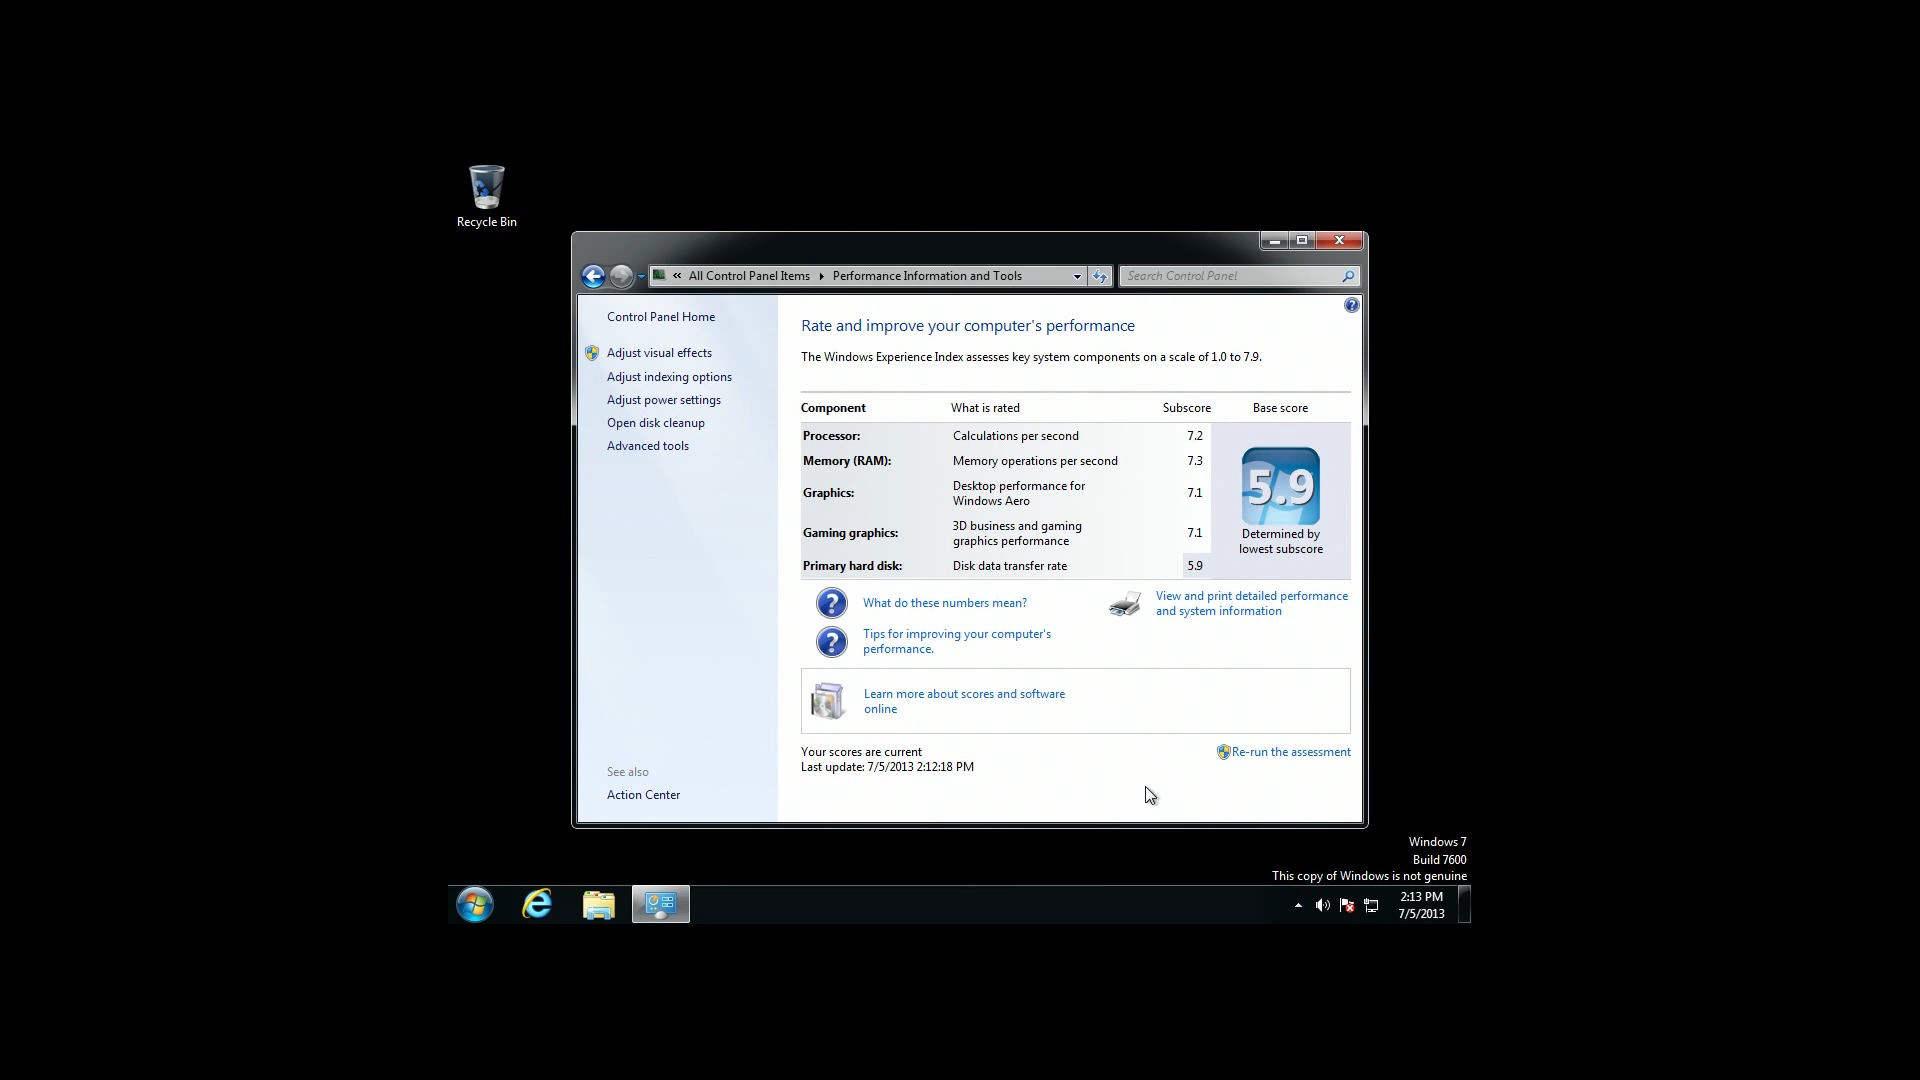 Recycle Bin
« All Control Panel Items ▸ Performance Information and Tools
Search Control Panel
Control Panel Home
Adjust visual effects
Adjust indexing options
Adjust power settings
Open disk cleanup
Advanced tools
See also
Action Center
Rate and improve your computer's performance
The Windows Experience Index assesses key system components on a scale of 1.0 to 7.9.
Component What is rated Subscore Base score
Processor: Calculations per second 7.2
Memory (RAM): Memory operations per second 7.3
Graphics: Desktop performance for
Windows Aero 7.1
Gaming graphics: 3D business and gaming
graphics performance 7.1
Primary hard disk: Disk data transfer rate 5.9
5.9
Determined by
lowest subscore
What do these numbers mean?
Tips for improving your computer's
performance.
View and print detailed performance
and system information
Learn more about scores and software
online
Your scores are current
Last update: 7/5/2013 2:12:18 PM
Re-run the assessment
Windows 7
Build 7600
This copy of Windows is not genuine
2:13 PM
7/5/2013